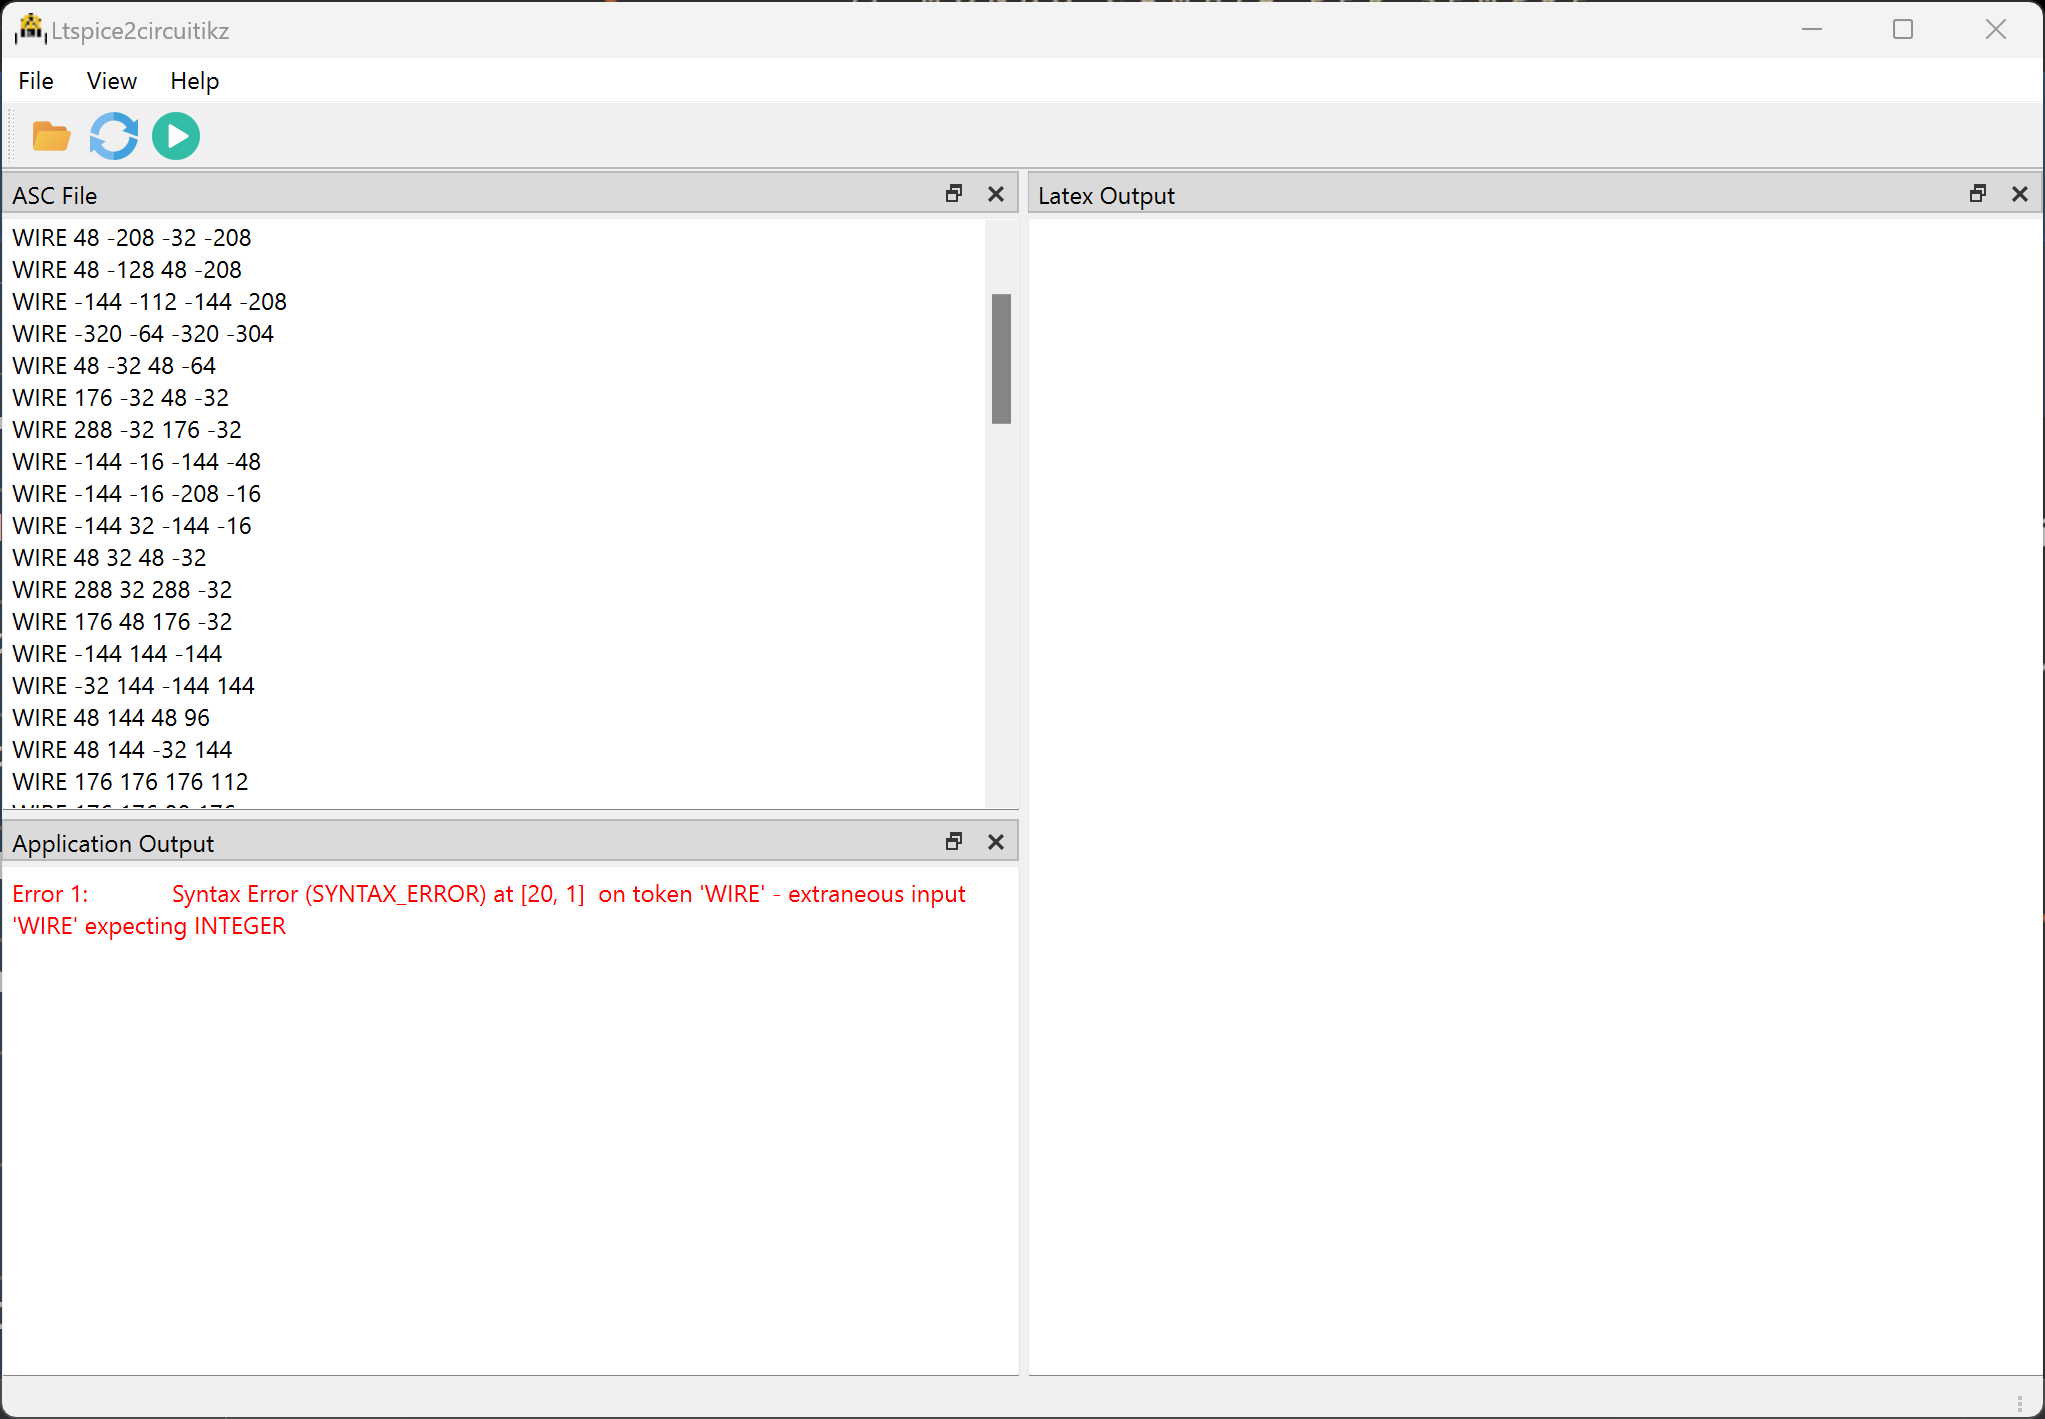 Ltspice2circuitikz
File View Help
ASC File
WIRE 48 -208 -32 -208
WIRE 48 -128 48 -208
WIRE -144 -112 -144 -208
WIRE -320 -64 -320 -304
WIRE 48 -32 48 -64
WIRE 176 -32 48 -32
WIRE 288 -32 176 -32
WIRE -144 -16 -144 -48
WIRE -144 -16 -208 -16
WIRE -144 32 -144 -16
WIRE 48 32 48 -32
WIRE 288 32 288 -32
WIRE 176 48 176 -32
WIRE -144 144 -144
WIRE -32 144 -144 144
WIRE 48 144 48 96
WIRE 48 144 -32 144
WIRE 176 176 176 112
Application Output
Error 1: Syntax Error (SYNTAX_ERROR) at [20, 1] on token 'WIRE' - extraneous input
'WIRE' expecting INTEGER
Latex Output